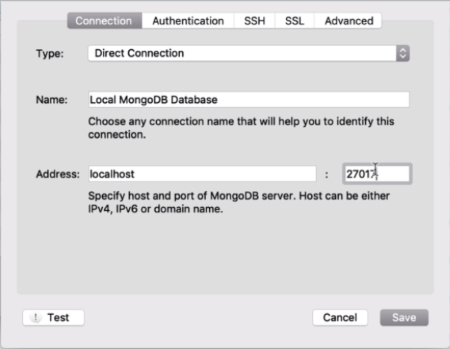 Connection Authentication SSH SSL Advanced
Type: Direct Connection
Name: Local MongoDB Database
Choose any connection name that will help you to identify this
connection.
Address: localhost : 27017
Specify host and port of MongoDB server. Host can be either
IPv4, IPv6 or domain name.
! Test Cancel Save